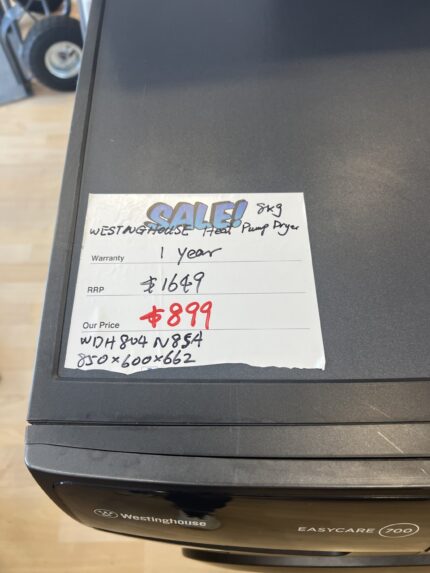 SALE!
8kg
WESTINGHOUSE Heat Pump Dryer
Warranty 1 year
RRP $1649
Our Price $899
WDH804N8SA
850×600×662
Westinghouse EASYCARE 700